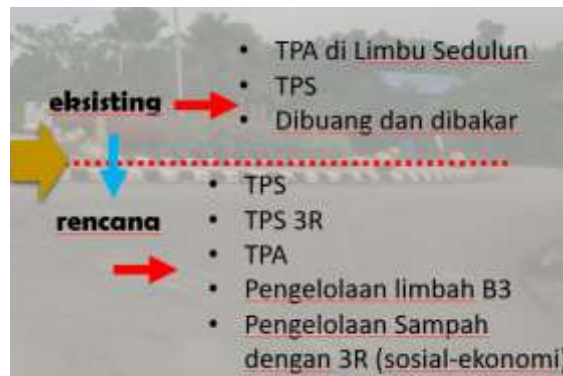 • TPA di Limbu Sedulun
• TPS
eksisting
• Dibuang dan dibakar
• TPS
rencana
• TPS 3R
• TPA
• Pengelolaan limbah B3
• Pengelolaan Sampah
dengan 3R (sosial-ekonomi)